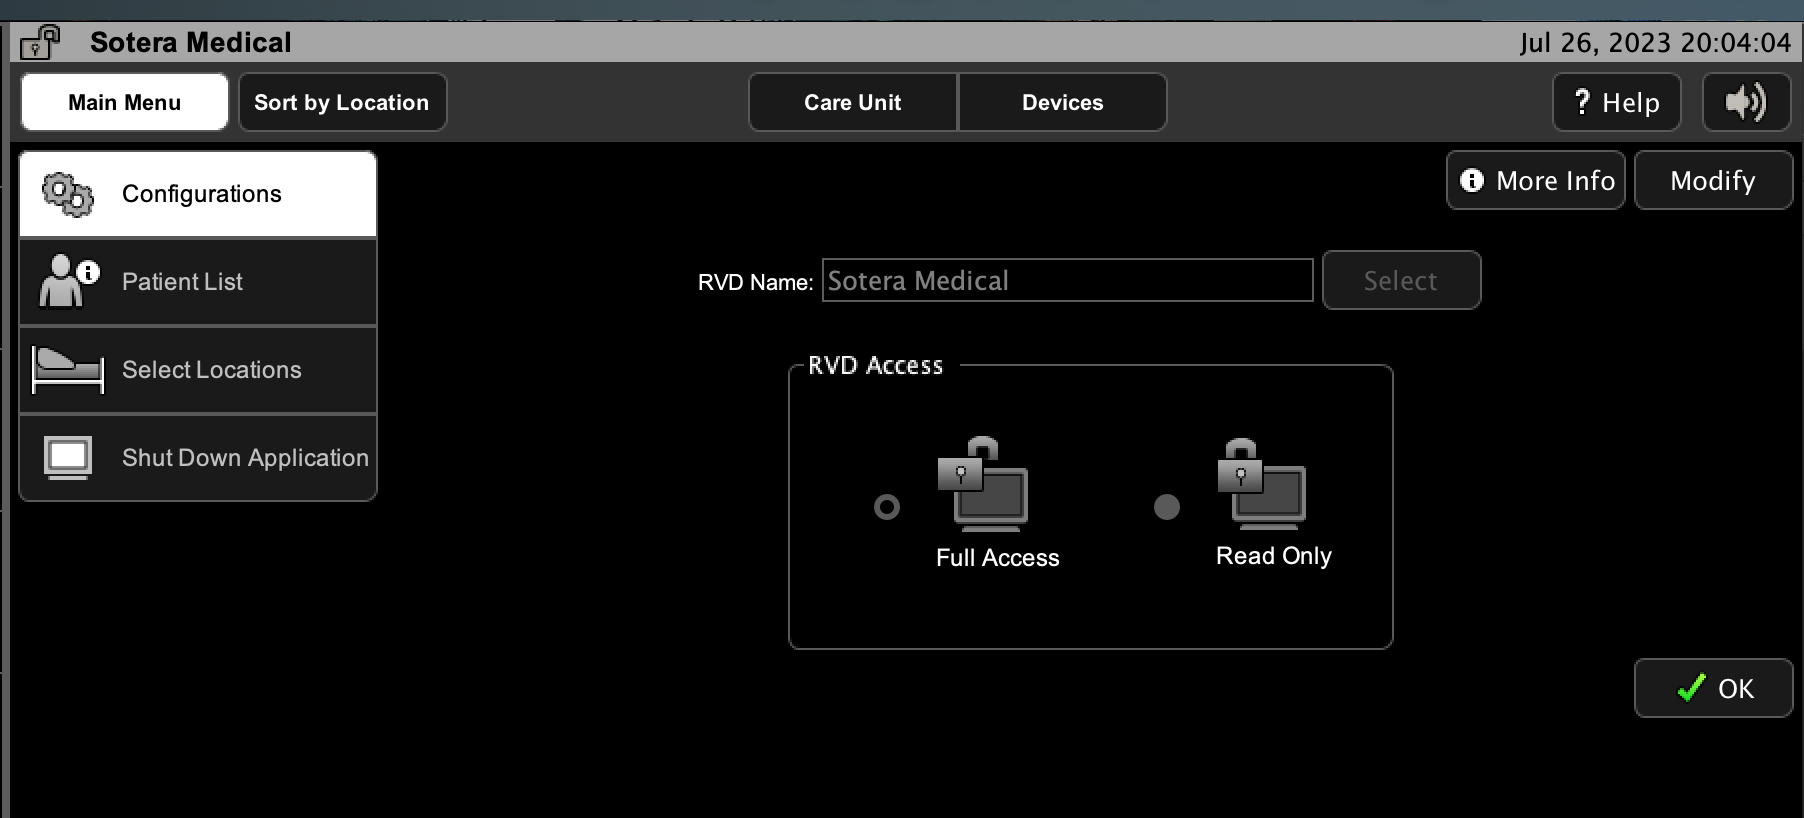 Sotera Medical
Jul 26, 2023 20:04:04
Main Menu
Sort by Location
Care Unit
Devices
? Help
Configurations
Patient List
Select Locations
Shut Down Application
More Info
Modify
RVD Name: Sotera Medical
Select
RVD Access
Full Access
Read Only
OK